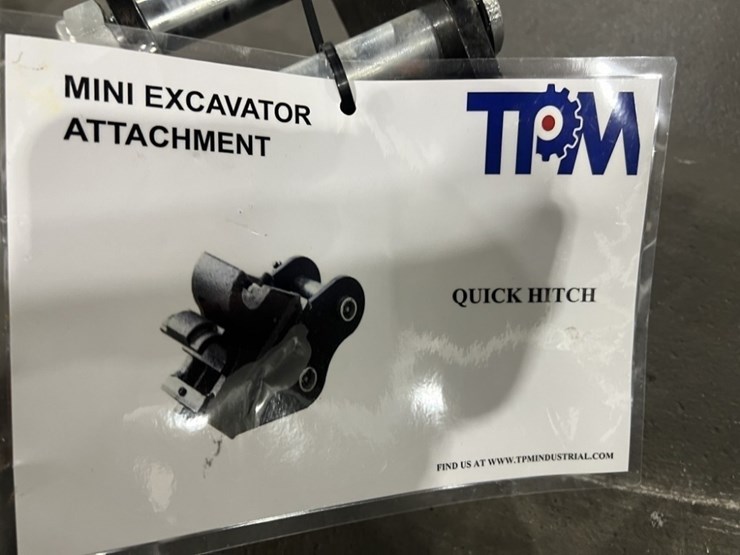 MINI EXCAVATOR
ATTACHMENT
TPM
QUICK HITCH
FIND US AT WWW.TPMINDUSTRIAL.COM